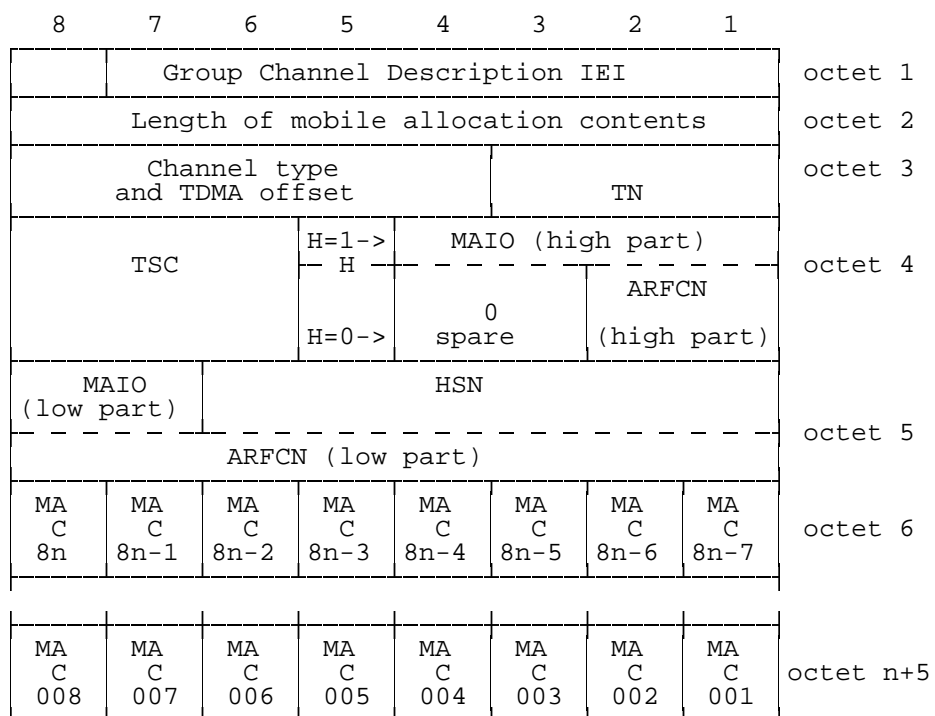 8 7 6 5 4 3 2 1
Group Channel Description IEI octet 1
Length of mobile allocation contents octet 2
Channel type octet 3
and TDMA offset TN
H=1-> MAIO (high part)
TSC H octet 4
ARFCN
0
H=0-> spare (high part)
MAIO HSN
(low part)
octet 5
ARFCN (low part)
MA MA MA MA MA MA MA MA
C C C C C C C C octet 6
8n 8n-1 8n-2 8n-3 8n-4 8n-5 8n-6 8n-7
MA MA MA MA MA MA MA MA
C C C C C C C C octet n+5
008 007 006 005 004 003 002 001